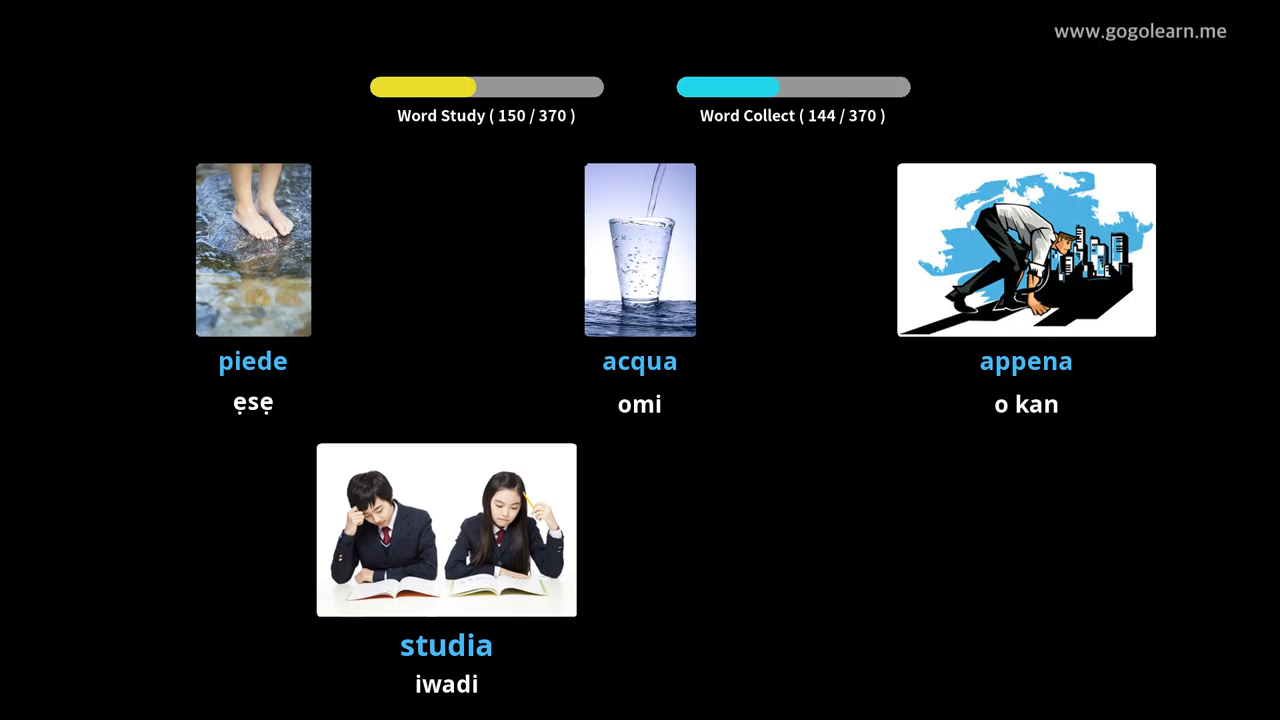 www.gogolearn.me
Word Study ( 150 / 370 )
Word Collect ( 144 / 370 )
piede
ẹsẹ
acqua
omi
appena
o kan
studia
iwadi